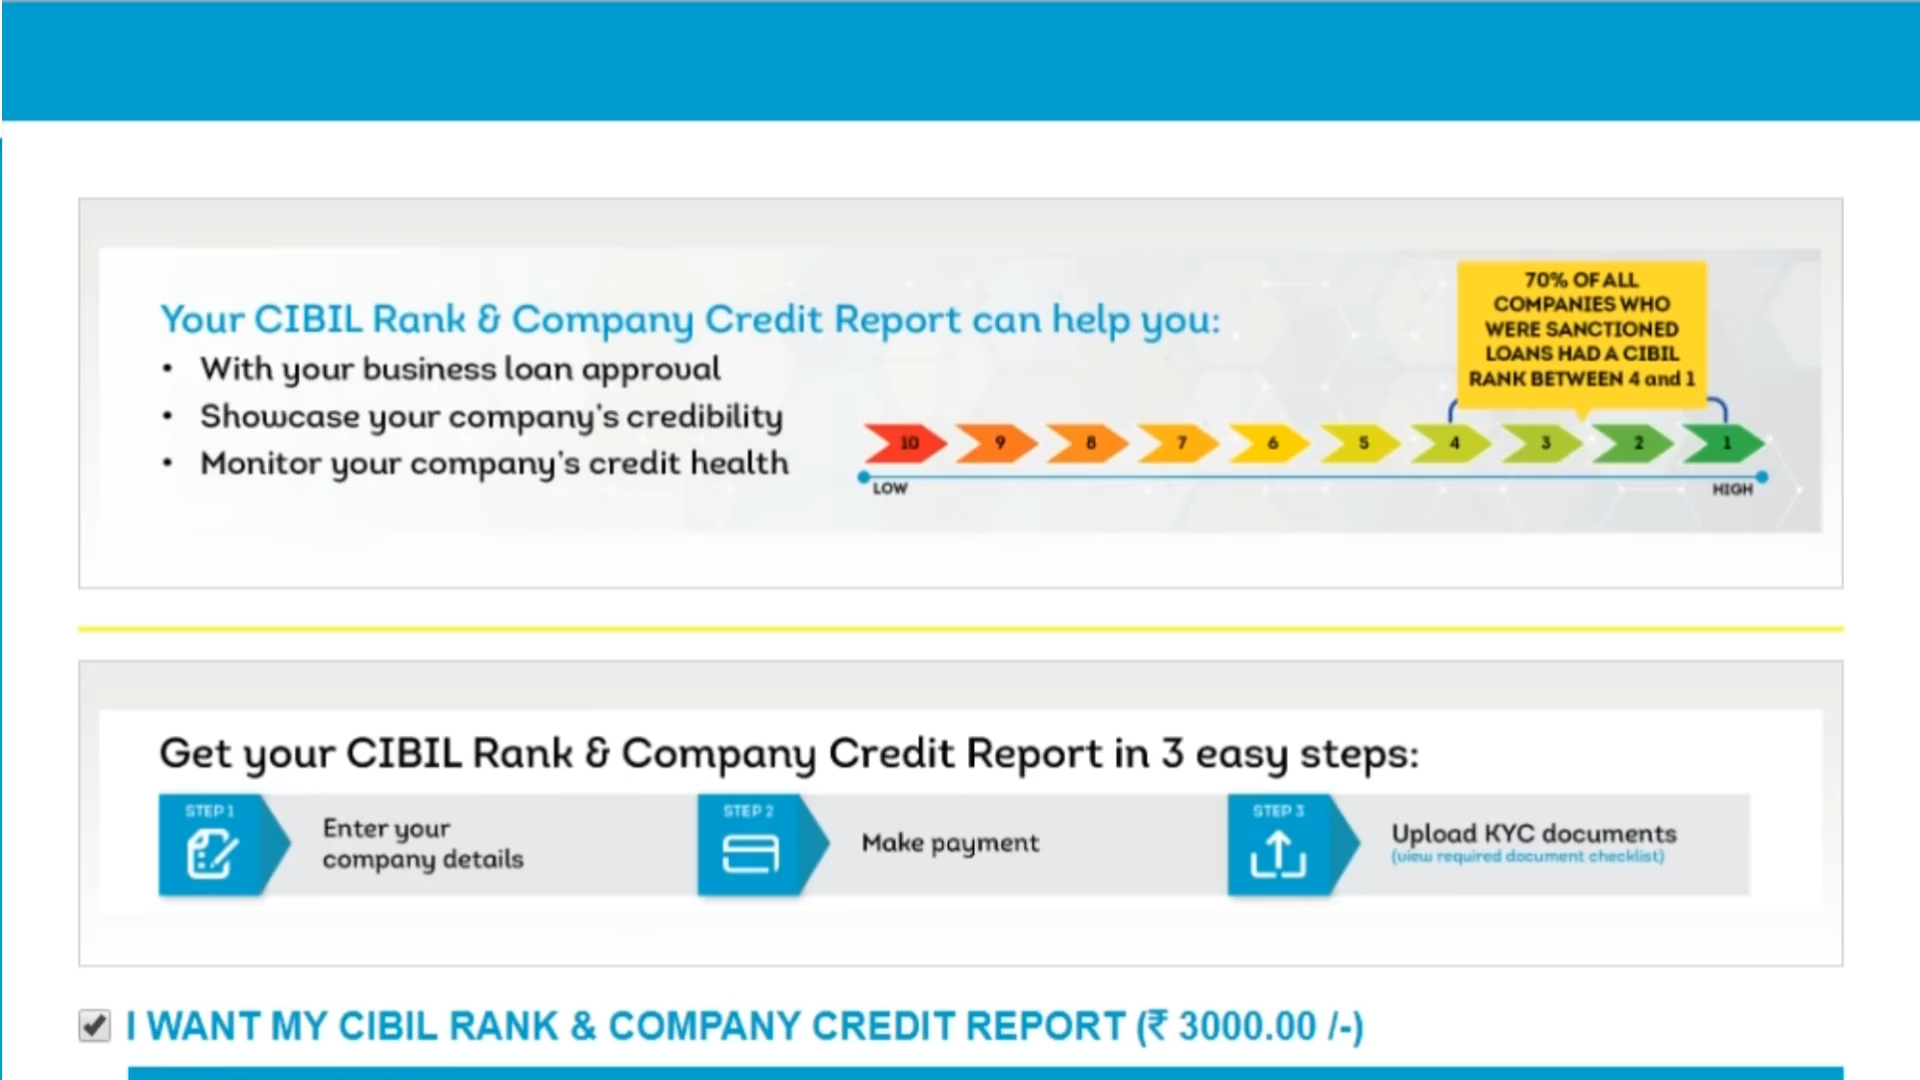 Your CIBIL Rank & Company Credit Report can help you:
• With your business loan approval
• Showcase your company's credibility
• Monitor your company's credit health
70% OF ALL
COMPANIES WHO
WERE SANCTIONED
LOANS HAD A CIBIL
RANK BETWEEN 4 and 1
10 9 8 7 6 5 4 3 2 1
LOW HIGH
Get your CIBIL Rank & Company Credit Report in 3 easy steps:
STEP 1
Enter your
company details
STEP 2
Make payment
STEP 3
Upload KYC documents
(view required document checklist)
I WANT MY CIBIL RANK & COMPANY CREDIT REPORT (₹ 3000.00 /-)